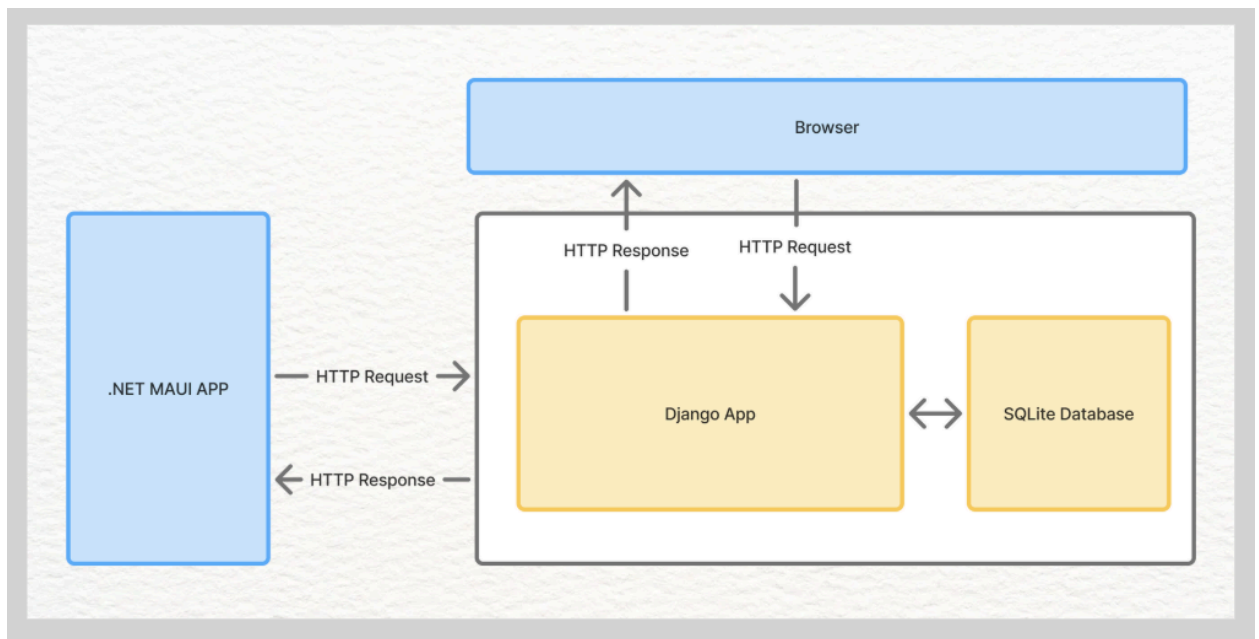 Browser
HTTP Response
HTTP Request
.NET MAUI APP
HTTP Request
HTTP Response
Django App
SQLite Database